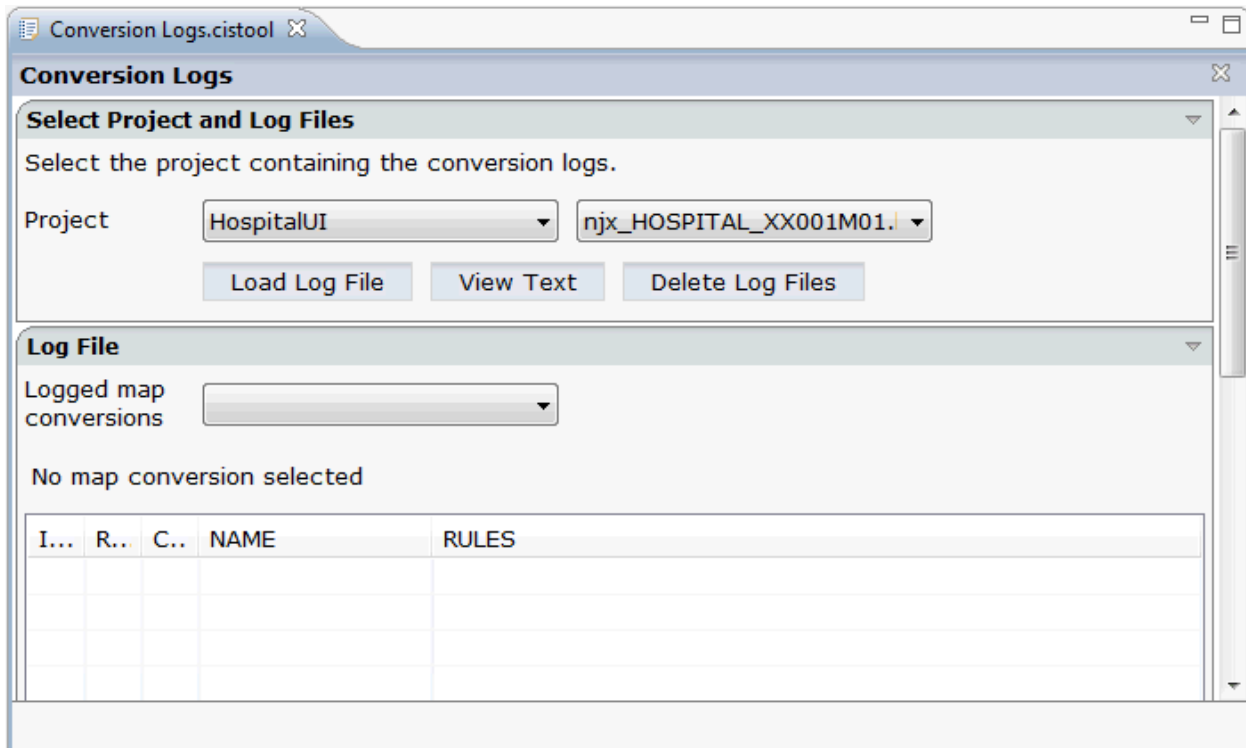 Conversion Logs.cistool
Conversion Logs
Select Project and Log Files
Select the project containing the conversion logs.
Project HospitalUI njx_HOSPITAL_XX001M01.
Load Log File View Text Delete Log Files
Log File
Logged map
conversions
No map conversion selected
I... R... C.. NAME RULES